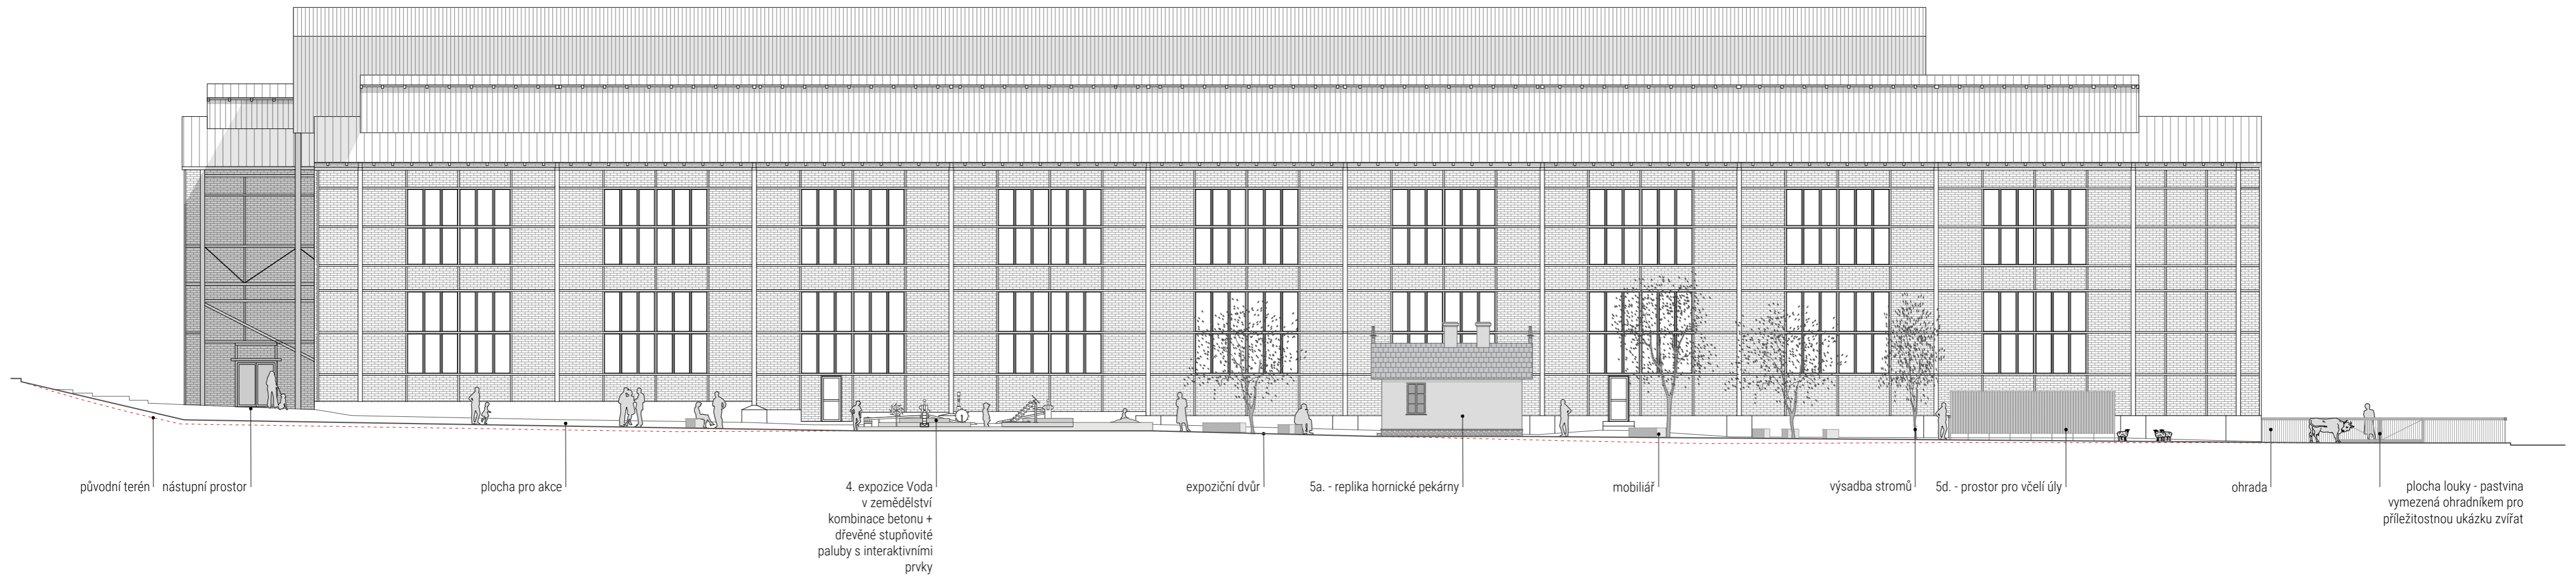 původní terén
nástupní prostor
plocha pro akce
4. expozice Voda
v zemědělství
kombinace betonu +
dřevěné stupňovité
paluby s interaktivními
prvky
expoziční dvůr
5a. - replika hornické pekárny
mobiliář
výsadba stromů
5d. - prostor pro včelí úly
ohrada
plocha louky - pastvina
vymezená ohradníkem pro
příležitostnou ukázku zvířat